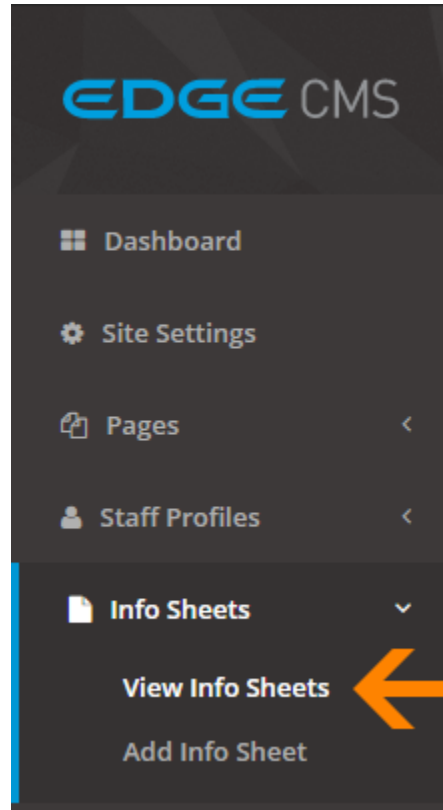 EDGE CMS
Dashboard
Site Settings
Pages
Staff Profiles
Info Sheets
View Info Sheets
Add Info Sheet